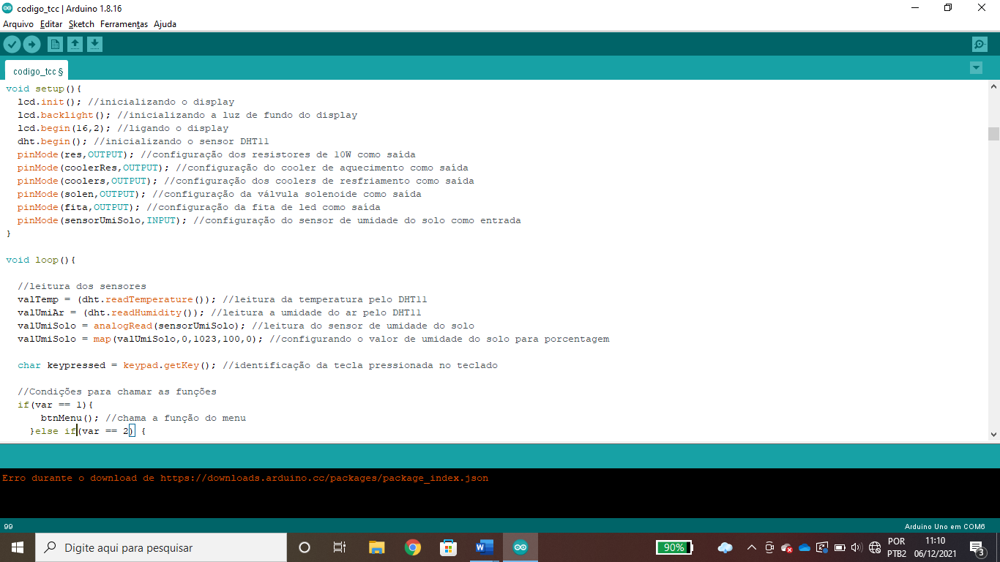 codigo_tcc | Arduino 1.8.16
Arquivo Editar Sketch Ferramentas Ajuda
codigo_tcc §
void setup(){
lcd.init(); //inicializando o display
lcd.backlight(); //inicializando a luz de fundo do display
lcd.begin(16,2); //ligando o display
dht.begin(); //inicializando o sensor DHT11
pinMode(res,OUTPUT); //configuração dos resistores de 10W como saída
pinMode(coolerRes,OUTPUT); //configuração do cooler de aquecimento como saída
pinMode(coolers,OUTPUT); //configuração dos coolers de resfriamento como saída
pinMode(solen,OUTPUT); //configuração da válvula solenoide como saída
pinMode(fita,OUTPUT); //configuração da fita de led como saída
pinMode(sensorUmiSolo,INPUT); //configuração do sensor de umidade do solo como entrada
}
void loop(){
//leitura dos sensores
valTemp = (dht.readTemperature()); //leitura da temperatura pelo DHT11
valUmiAr = (dht.readHumidity()); //leitura a umidade do ar pelo DHT11
valUmiSolo = analogRead(sensorUmiSolo); //leitura do sensor de umidade do solo
valUmiSolo = map(valUmiSolo,0,1023,100,0); //configurando o valor de umidade do solo para porcentagem
char keypressed = keypad.getKey(); //identificação da tecla pressionada no teclado
//Condições para chamar as funções
if(var == 1){
btnMenu(); //chama a função do menu
}else if(var == 2) {
Erro durante o download de https://downloads.arduino.cc/packages/package_index.json
99
Arduino Uno em COM6
Digite aqui para pesquisar
90%
POR
PTB2
11:10
06/12/2021
3